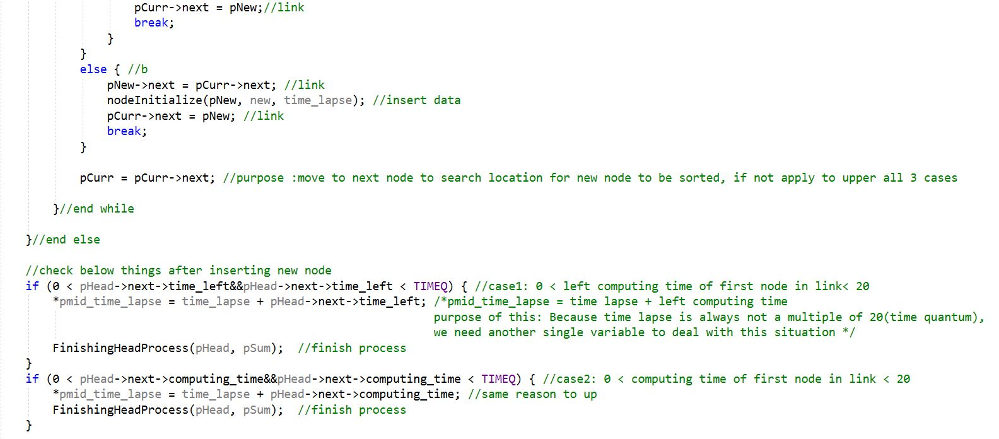 pCurr->next = pNew;//link
break;
}
}
else { //b
pNew->next = pCurr->next; //link
nodeInitialize(pNew, new, time_lapse); //insert data
pCurr->next = pNew; //link
break;
}
pCurr = pCurr->next; //purpose :move to next node to search location for new node to be sorted, if not apply to upper all 3 cases
}//end while
}//end else
//check below things after inserting new node
if (0 < pHead->next->time_left&&pHead->next->time_left < TIMEQ) { //case1: 0 < left computing time of first node in link< 20
*pmid_time_lapse = time_lapse + pHead->next->time_left; /*pmid_time_lapse = time lapse + left computing time
purpose of this: Because time lapse is always not a multiple of 20(time quantum),
we need another single variable to deal with this situation */
FinishingHeadProcess(pHead, pSum);  //finish process
}
if (0 < pHead->next->computing_time&&pHead->next->computing_time < TIMEQ) { //case2: 0 < computing time of first node in link < 20
*pmid_time_lapse = time_lapse + pHead->next->computing_time; //same reason to up
FinishingHeadProcess(pHead, pSum);  //finish process
}